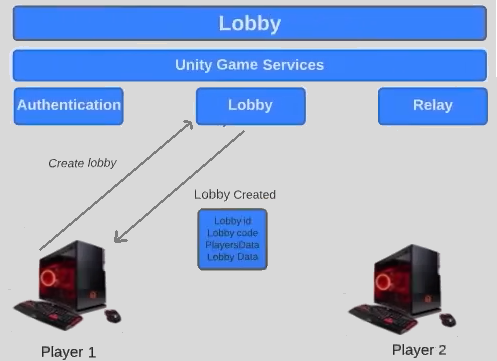 Lobby
Unity Game Services
Authentication
Lobby
Relay
Create lobby
Lobby Created
Lobby id
Lobby code
PlayersData
Lobby Data
Player 1
Player 2